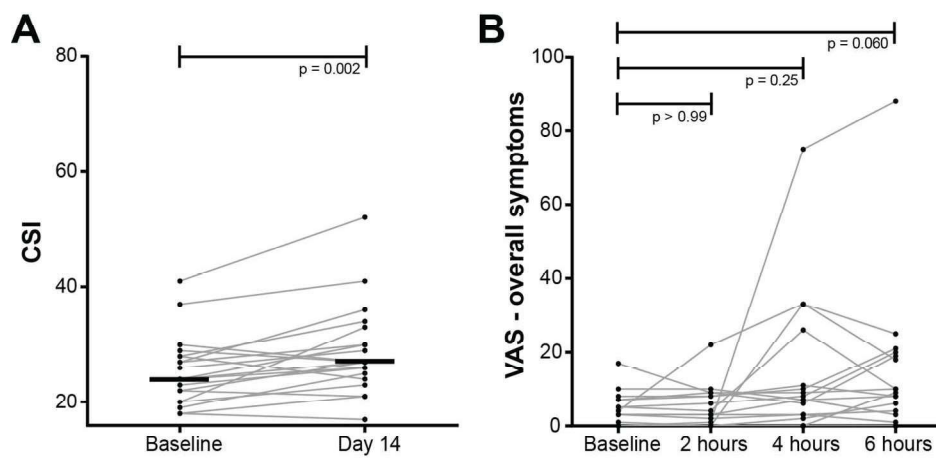 A
80
60
40
20
CSI
p = 0.002
Baseline Day 14
B
100
80
60
40
20
0
VAS - overall symptoms
p = 0.060
p = 0.25
p > 0.99
Baseline 2 hours 4 hours 6 hours